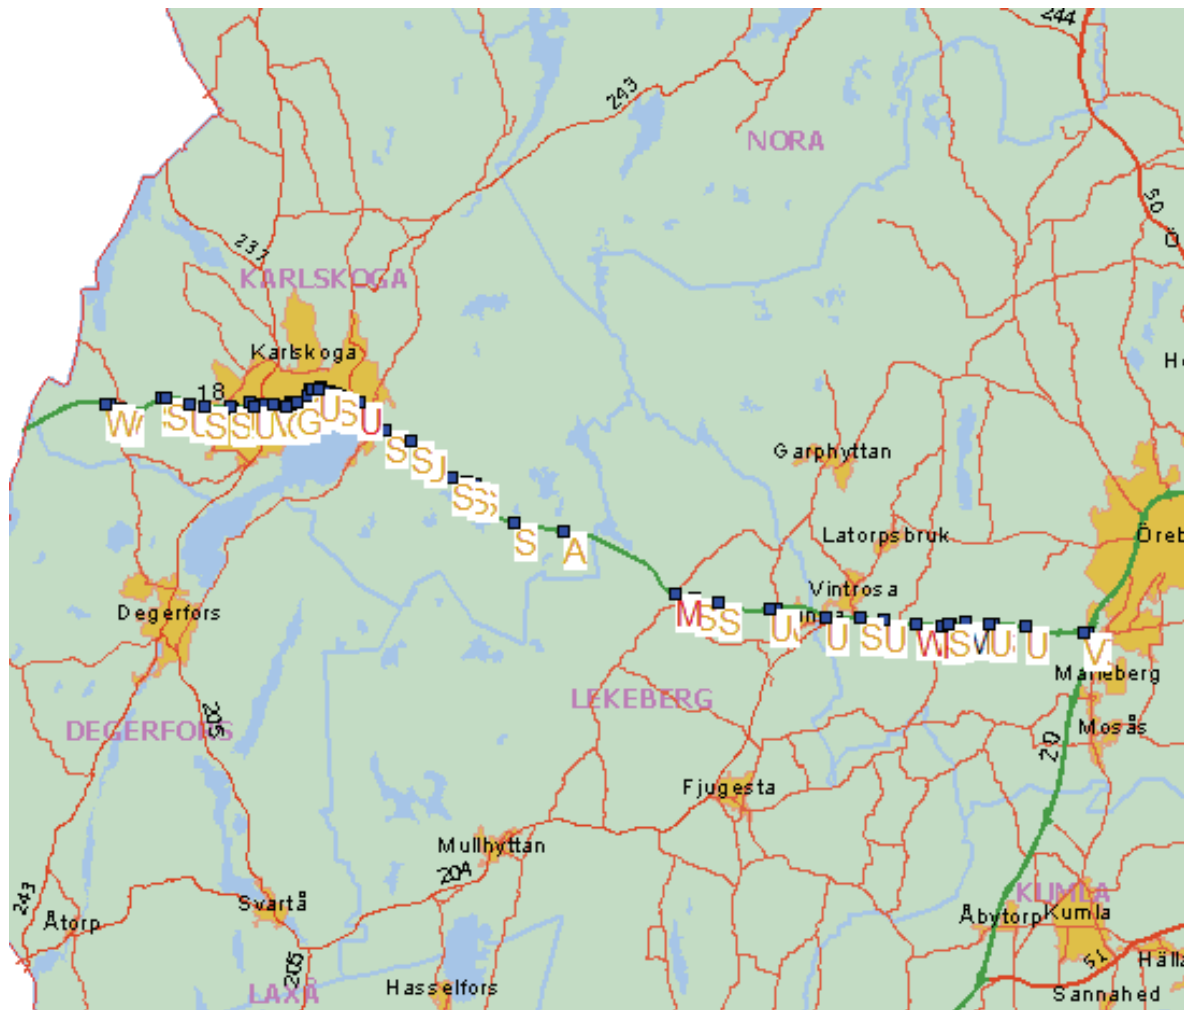 244
243
NORA
50
Ö
237
KARLSKOGA
Karlskoga
18
W
S
S
S
U
G
U
S
U
S
S
S
S
S
A
Garphyttan
Latorpsbruk
Öreb
Vintrosa
M
S
S
U
U
S
U
W
S
U
U
V
Degerfors
Marieberg
LEKEBERG
205
DEGERFORS
Mosås
20
Fjugesta
Mullhyttan
204
243
Svartå
KUMLA
Åtorp
Åbytorp
Kumla
205
51
Hälla
LAXÅ
Hasselfors
Sannahed